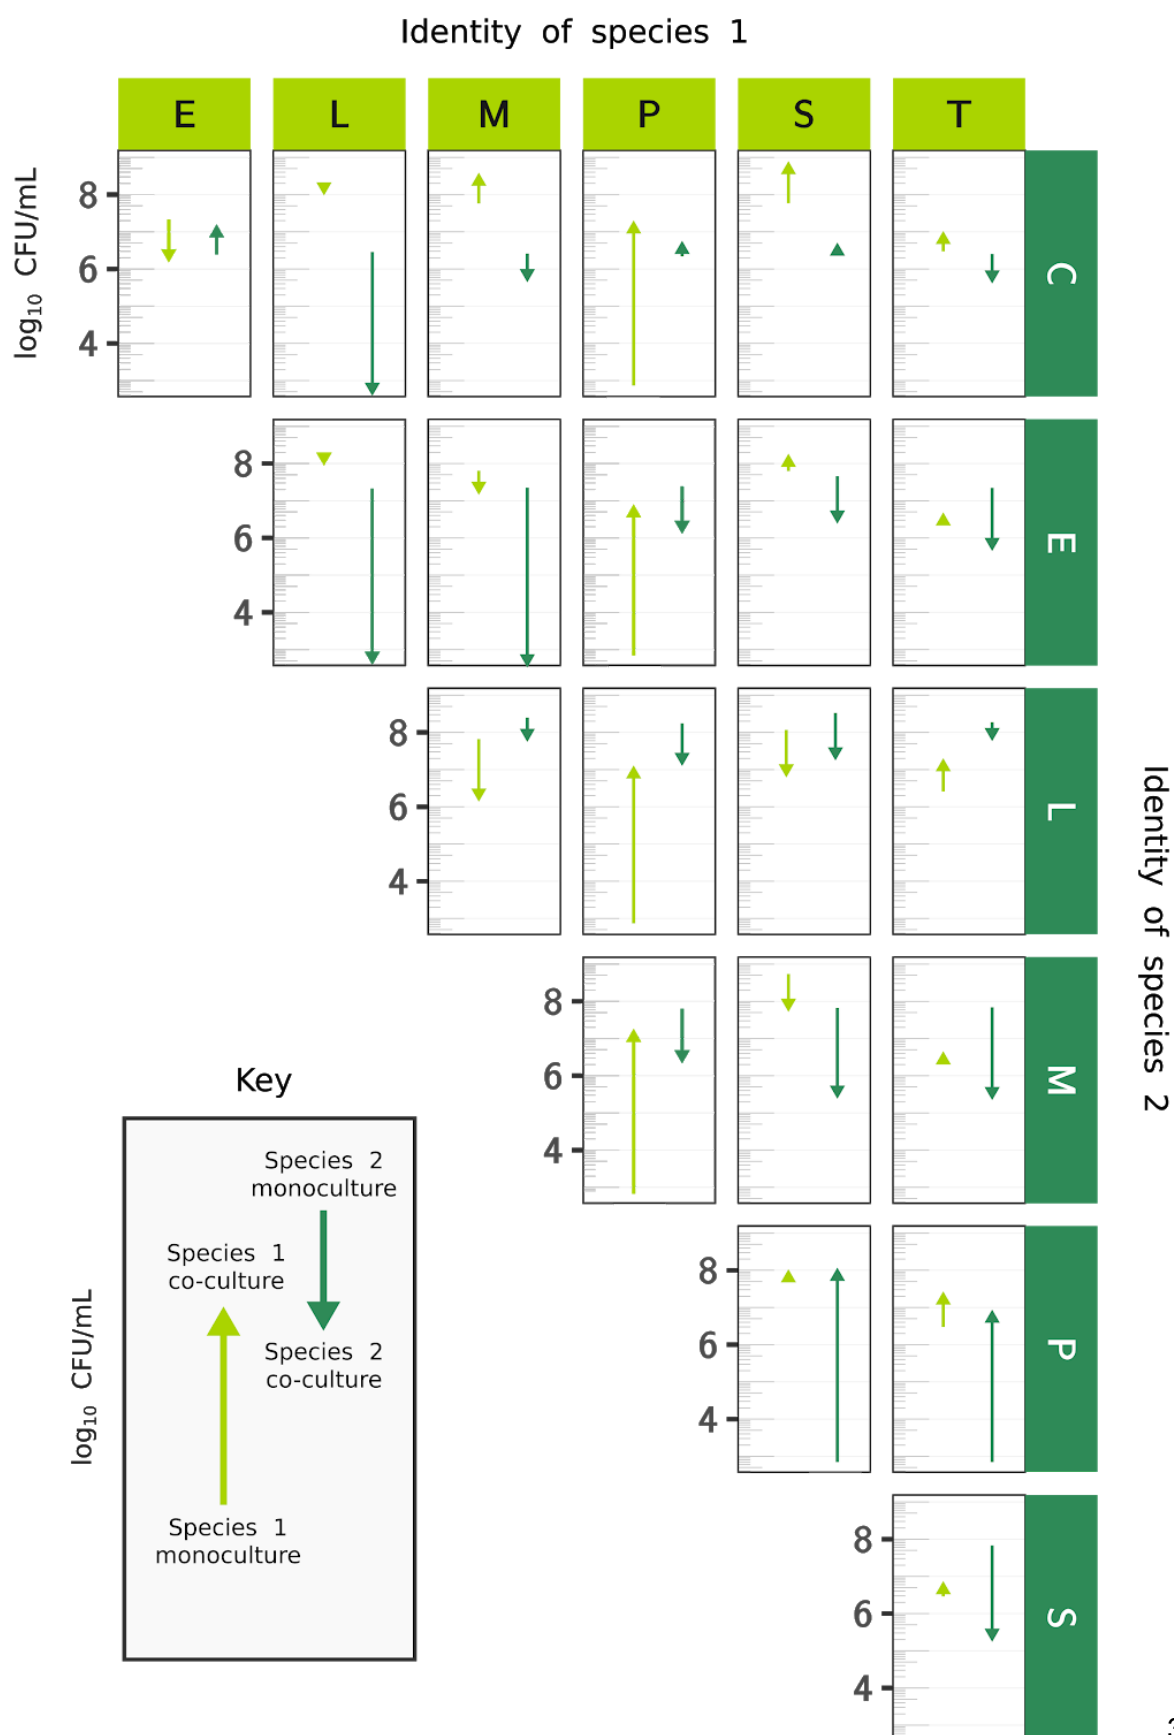 Identity of species 1
E L M P S T
log10 CFU/mL
8
6
4
C
8
6
4
E
8
6
4
L
8
6
4
M
8
6
4
P
8
6
4
S
Identity of species 2
Key
log10 CFU/mL
Species 2
monoculture
Species 1
co-culture
Species 2
co-culture
Species 1
monoculture